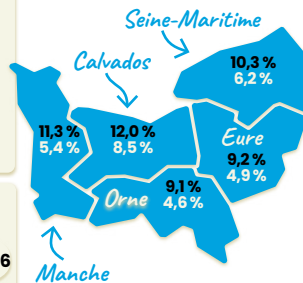 Seine-Maritime
10,3 %
6,2 %
Calvados
11,3 %
5,4 %
12,0 %
8,5 %
Eure
9,2 %
4,9 %
Orne
9,1 %
4,6 %
6
Manche